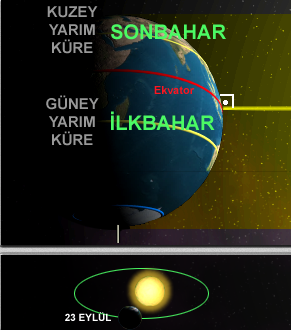 KUZEY
YARIM
KÜRE
SONBAHAR
Ekvator
GÜNEY
YARIM
KÜRE
İLKBAHAR
23 EYLÜL